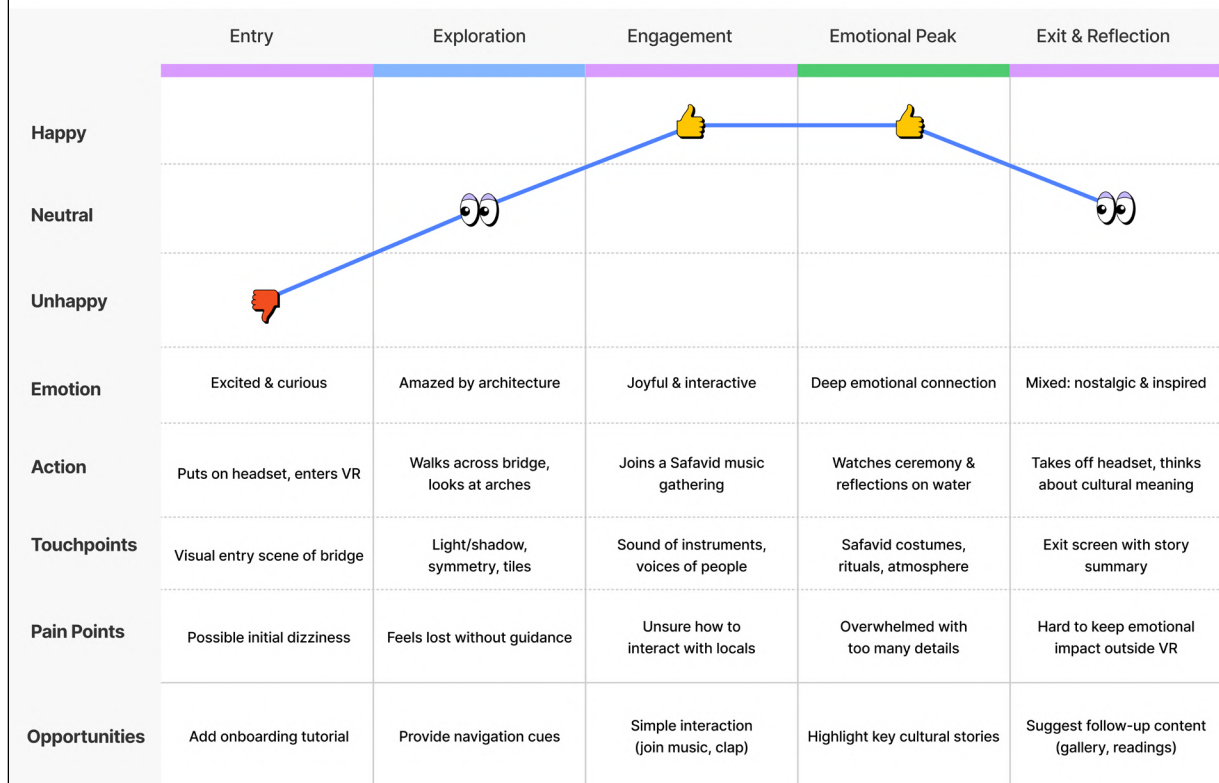 Entry
Exploration
Engagement
Emotional Peak
Exit & Reflection
Happy
Neutral
Unhappy
Emotion
Excited & curious
Amazed by architecture
Joyful & interactive
Deep emotional connection
Mixed: nostalgic & inspired
Action
Puts on headset, enters VR
Walks across bridge,
looks at arches
Joins a Safavid music
gathering
Watches ceremony &
reflections on water
Takes off headset, thinks
about cultural meaning
Touchpoints
Visual entry scene of bridge
Light/shadow,
symmetry, tiles
Sound of instruments,
voices of people
Safavid costumes,
rituals, atmosphere
Exit screen with story
summary
Pain Points
Possible initial dizziness
Feels lost without guidance
Unsure how to
interact with locals
Overwhelmed with
too many details
Hard to keep emotional
impact outside VR
Opportunities
Add onboarding tutorial
Provide navigation cues
Simple interaction
(join music, clap)
Highlight key cultural stories
Suggest follow-up content
(gallery, readings)